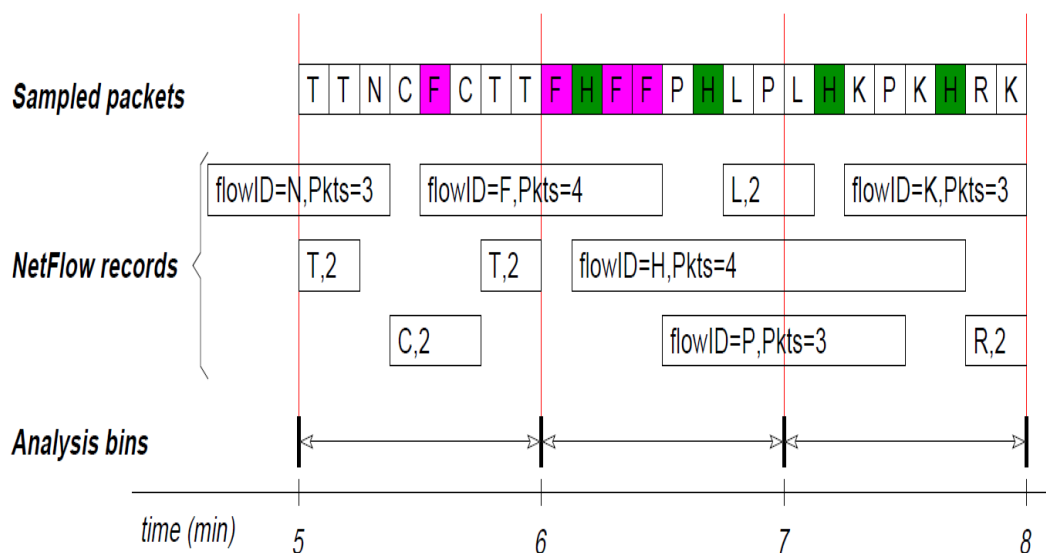 Sampled packets T T N C F C T T F H F F P H L P L H K P K H R K
flowID=N,Pkts=3 flowID=F,Pkts=4 L,2 flowID=K,Pkts=3
NetFlow records T,2 T,2 flowID=H,Pkts=4
C,2 flowID=P,Pkts=3 R,2
Analysis bins
time (min) 5 6 7 8